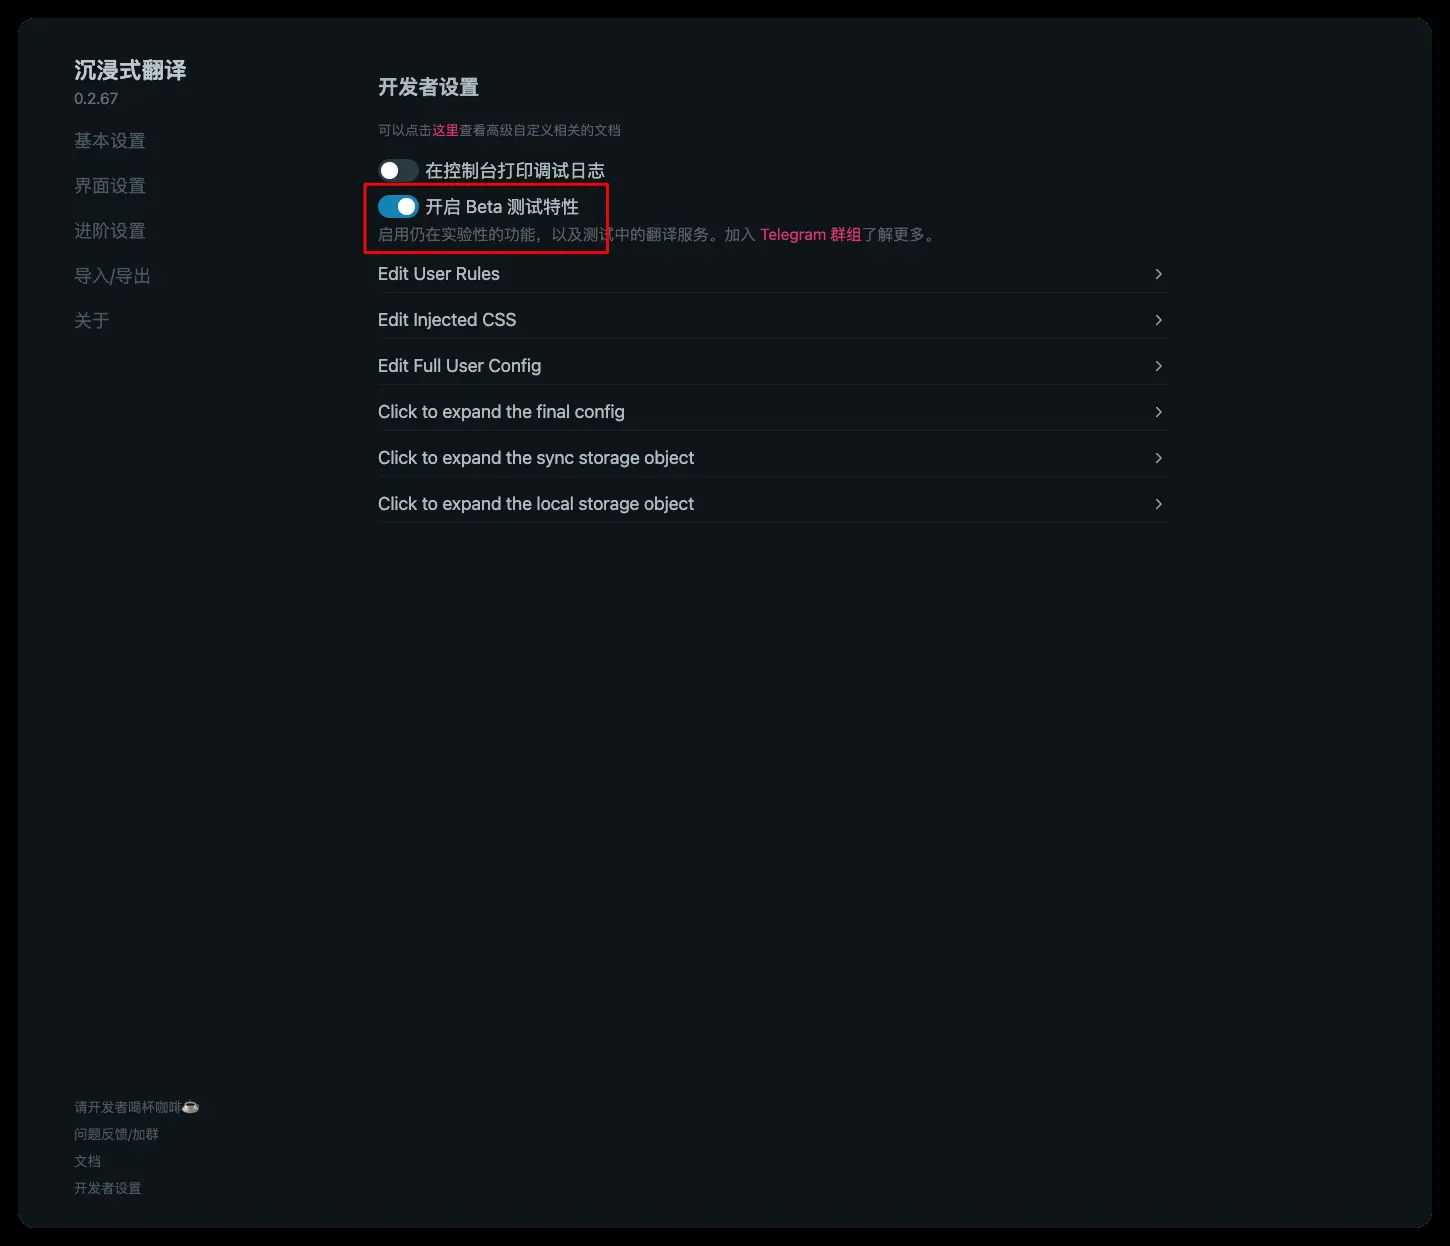 沉浸式翻译
0.2.67
基本设置
界面设置
进阶设置
导入/导出
关于
开发者设置
可以点击这里查看高级自定义相关的文档
在控制台打印调试日志
开启 Beta 测试特性
启用仍在实验性的功能，以及测试中的翻译服务。加入 Telegram 群组了解更多。
Edit User Rules
Edit Injected CSS
Edit Full User Config
Click to expand the final config
Click to expand the sync storage object
Click to expand the local storage object
请开发者喝杯咖啡☕
问题反馈/加群
文档
开发者设置